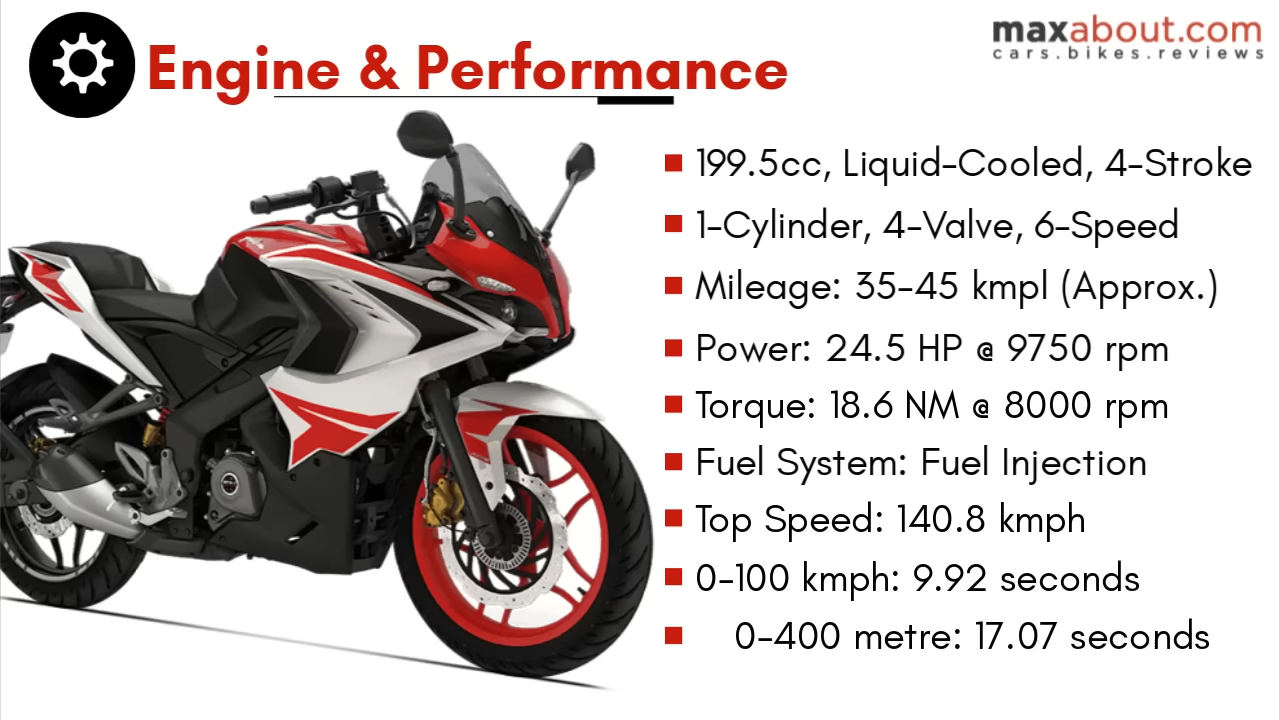 maxabout.com
cars.bikes.reviews
Engine & Performance
199.5cc, Liquid-Cooled, 4-Stroke
1-Cylinder, 4-Valve, 6-Speed
Mileage: 35-45 kmpl (Approx.)
Power: 24.5 HP @ 9750 rpm
Torque: 18.6 NM @ 8000 rpm
Fuel System: Fuel Injection
Top Speed: 140.8 kmph
0-100 kmph: 9.92 seconds
0-400 metre: 17.07 seconds